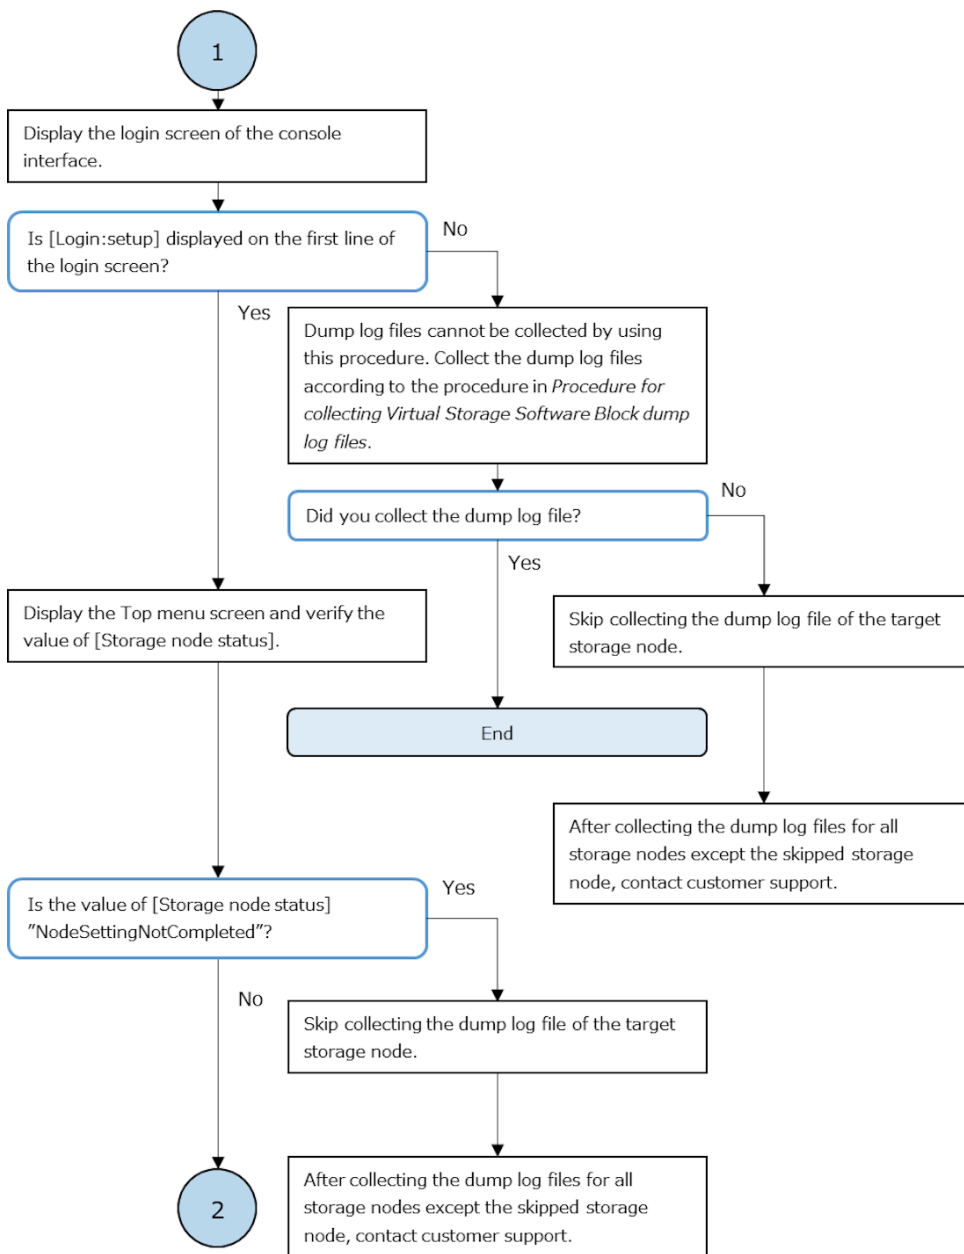 1
Display the login screen of the console
interface.
Is [Login:setup] displayed on the first line of
the login screen?
No
Yes
Dump log files cannot be collected by using
this procedure. Collect the dump log files
according to the procedure in Procedure for
collecting Virtual Storage Software Block dump
log files.
Did you collect the dump log file?
No
Yes
Display the Top menu screen and verify the
value of [Storage node status].
Skip collecting the dump log file of the target
storage node.
End
After collecting the dump log files for all
storage nodes except the skipped storage
node, contact customer support.
Is the value of [Storage node status]
"NodeSettingNotCompleted"?
Yes
No
Skip collecting the dump log file of the target
storage node.
After collecting the dump log files for all
storage nodes except the skipped storage
node, contact customer support.
2